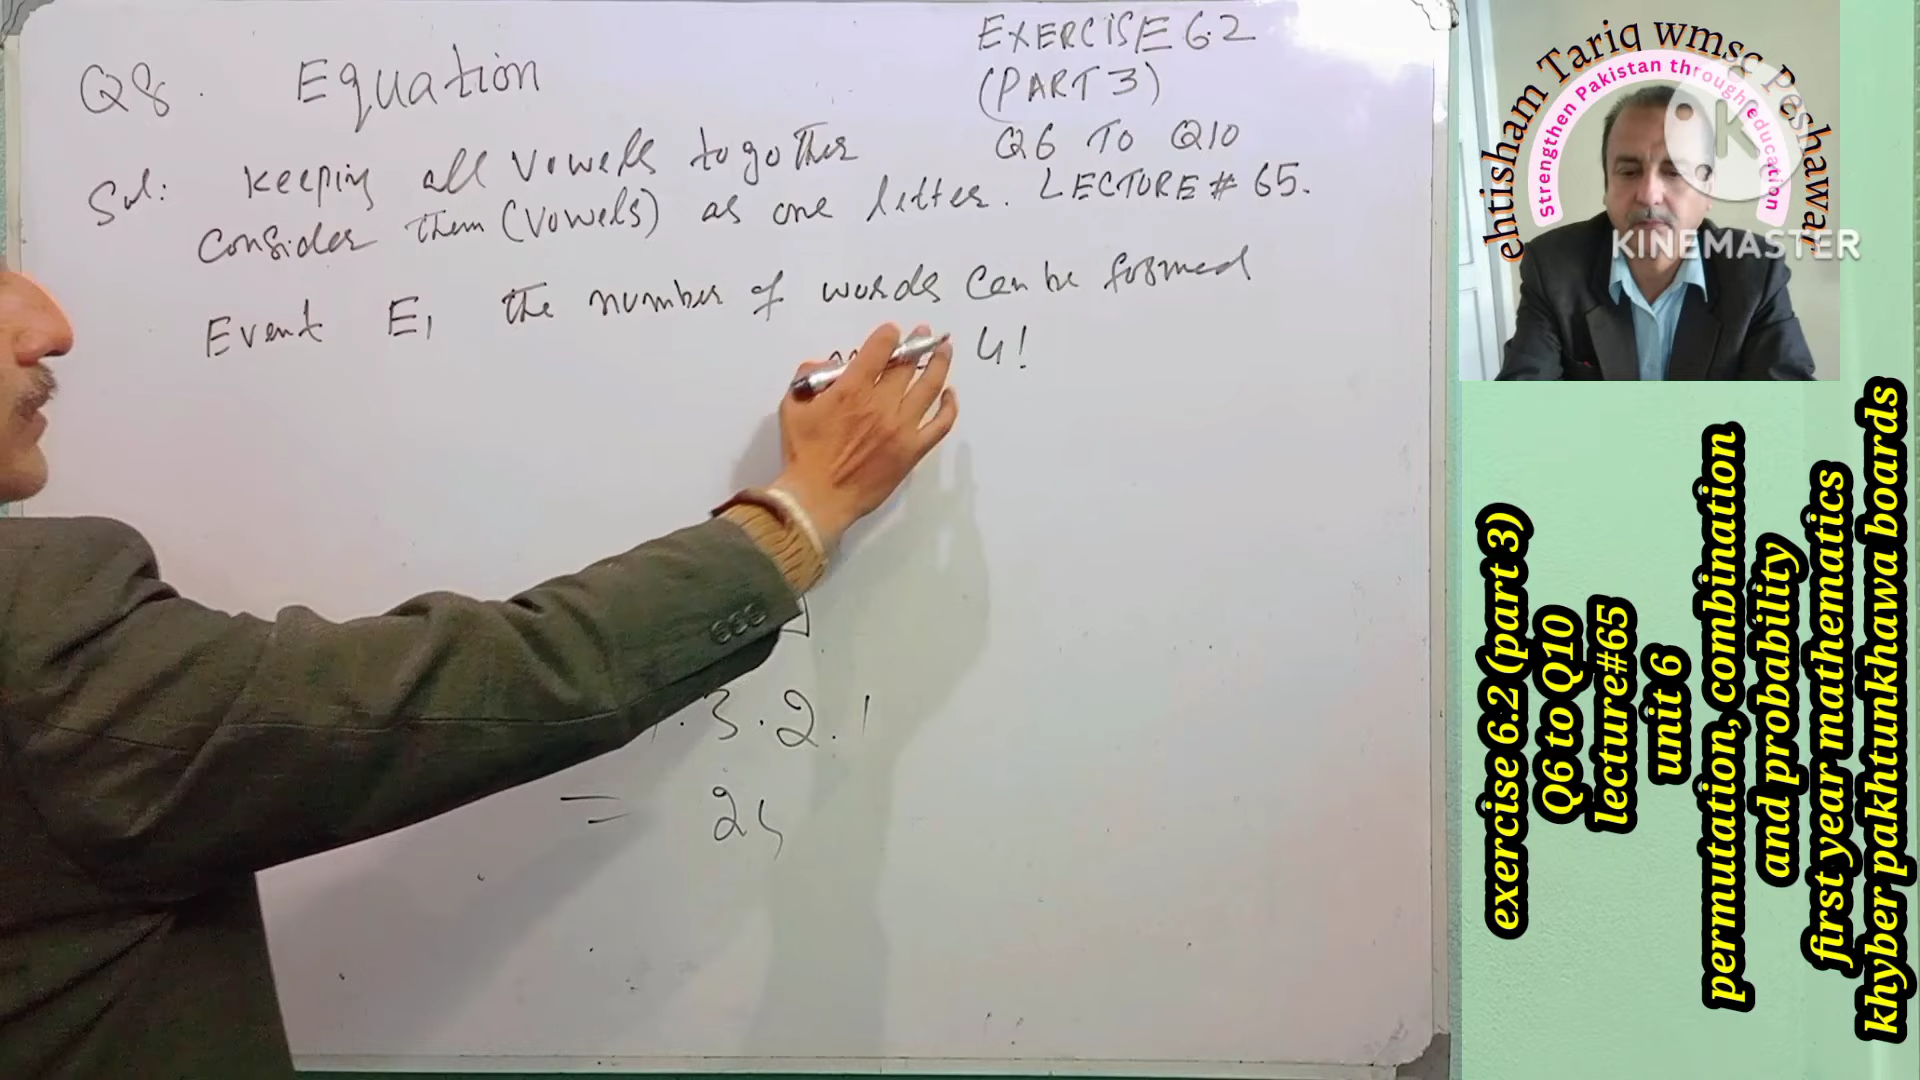 Q8. Equation
EXERCISE 6.2
(PART 3)
Q6 TO Q10
LECTURE # 65.
Sol: Keeping all vowels togother
Consider them (vowels) as one letter.
Event E1 the number of words can be formed
4!
. 3 . 2 . 1
= 24
ehtisham Tariq wmsg Peshawar
Strengthen Pakistan through education
K
KINEMASTER
exercise 6.2 (part 3)
Q6 to Q10
lecture#65
unit 6
permutation, combination
and probability
first year mathematics
khyber pakhtunkhawa boards